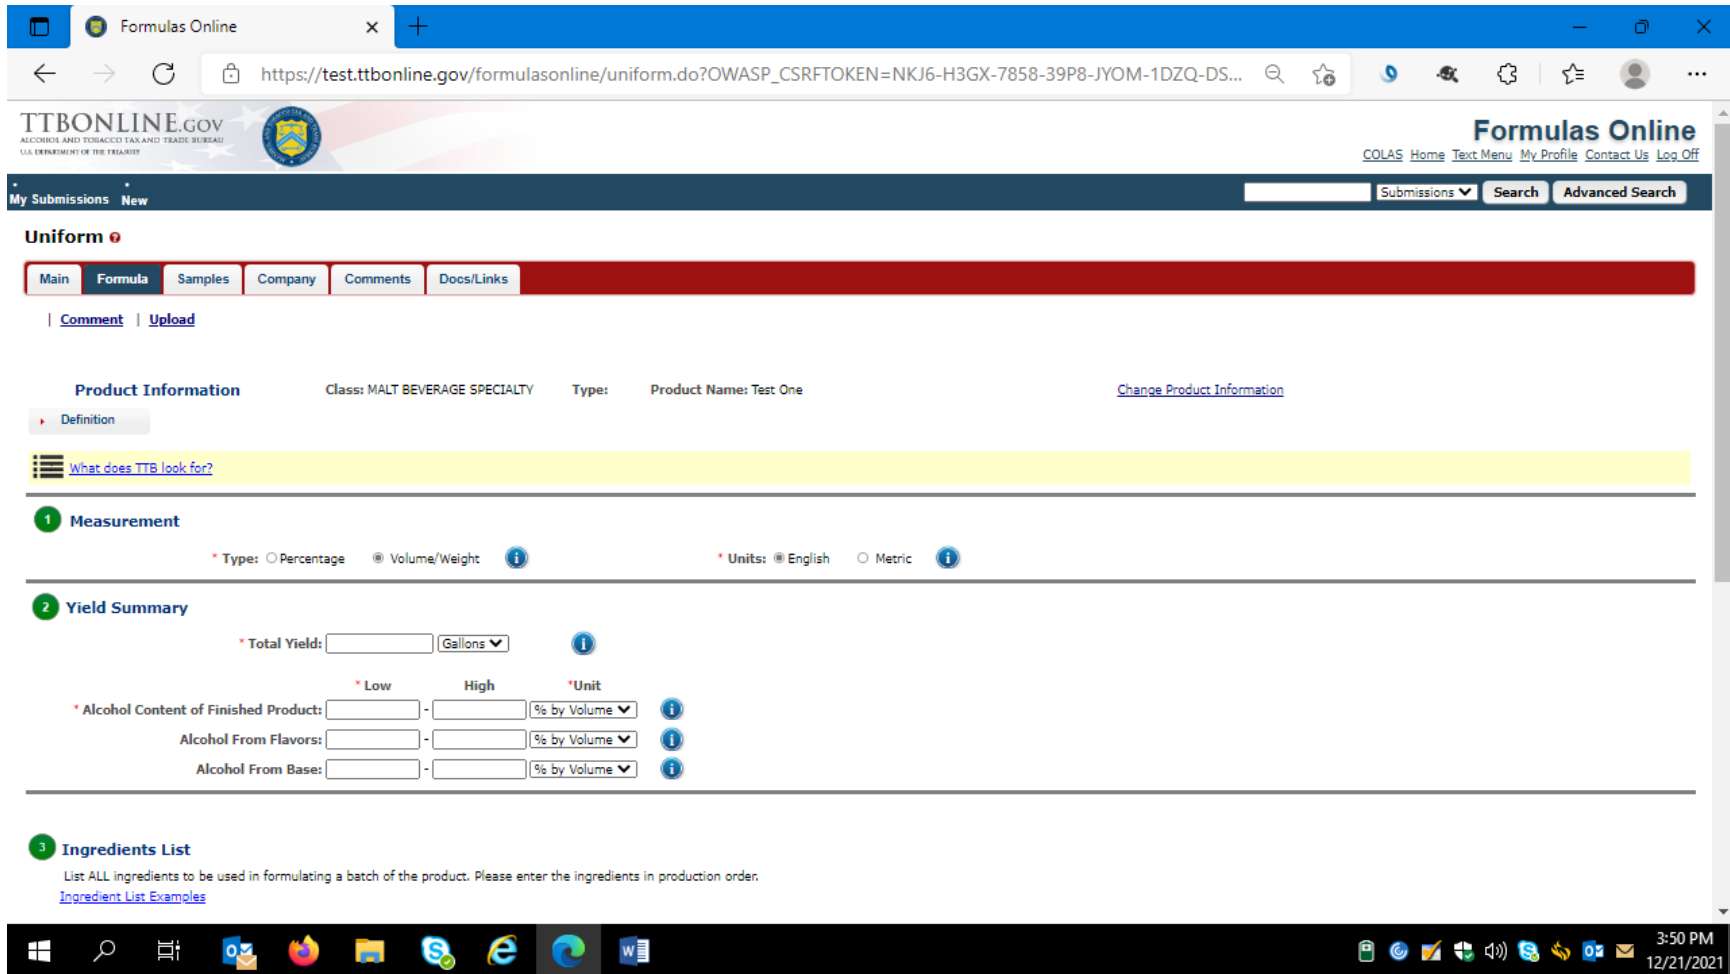 Formulas Online
https://test.ttbonline.gov/formulasonline/uniform.do?OWASP_CSRFTOKEN=NKJ6-H3GX-7858-39P8-JYOM-1DZQ-DS...
TTBONLINE.GOV
ALCOHOL AND TOBACCO TAX AND TRADE BUREAU
U.S. DEPARTMENT OF THE TREASURY
Formulas Online
COLAS Home Text Menu My Profile Contact Us Log Off
My Submissions New Submissions Search Advanced Search
Uniform
Main Formula Samples Company Comments Docs/Links
| Comment | Upload
Product Information Class: MALT BEVERAGE SPECIALTY Type: Product Name: Test One Change Product Information
Definition
What does TTB look for?
1 Measurement
* Type: Percentage Volume/Weight * Units: English Metric
2 Yield Summary
* Total Yield: Gallons
* Low High *Unit
* Alcohol Content of Finished Product: - % by Volume
Alcohol From Flavors: - % by Volume
Alcohol From Base: - % by Volume
3 Ingredients List
List ALL ingredients to be used in formulating a batch of the product. Please enter the ingredients in production order.
Ingredient List Examples
3:50 PM
12/21/2021